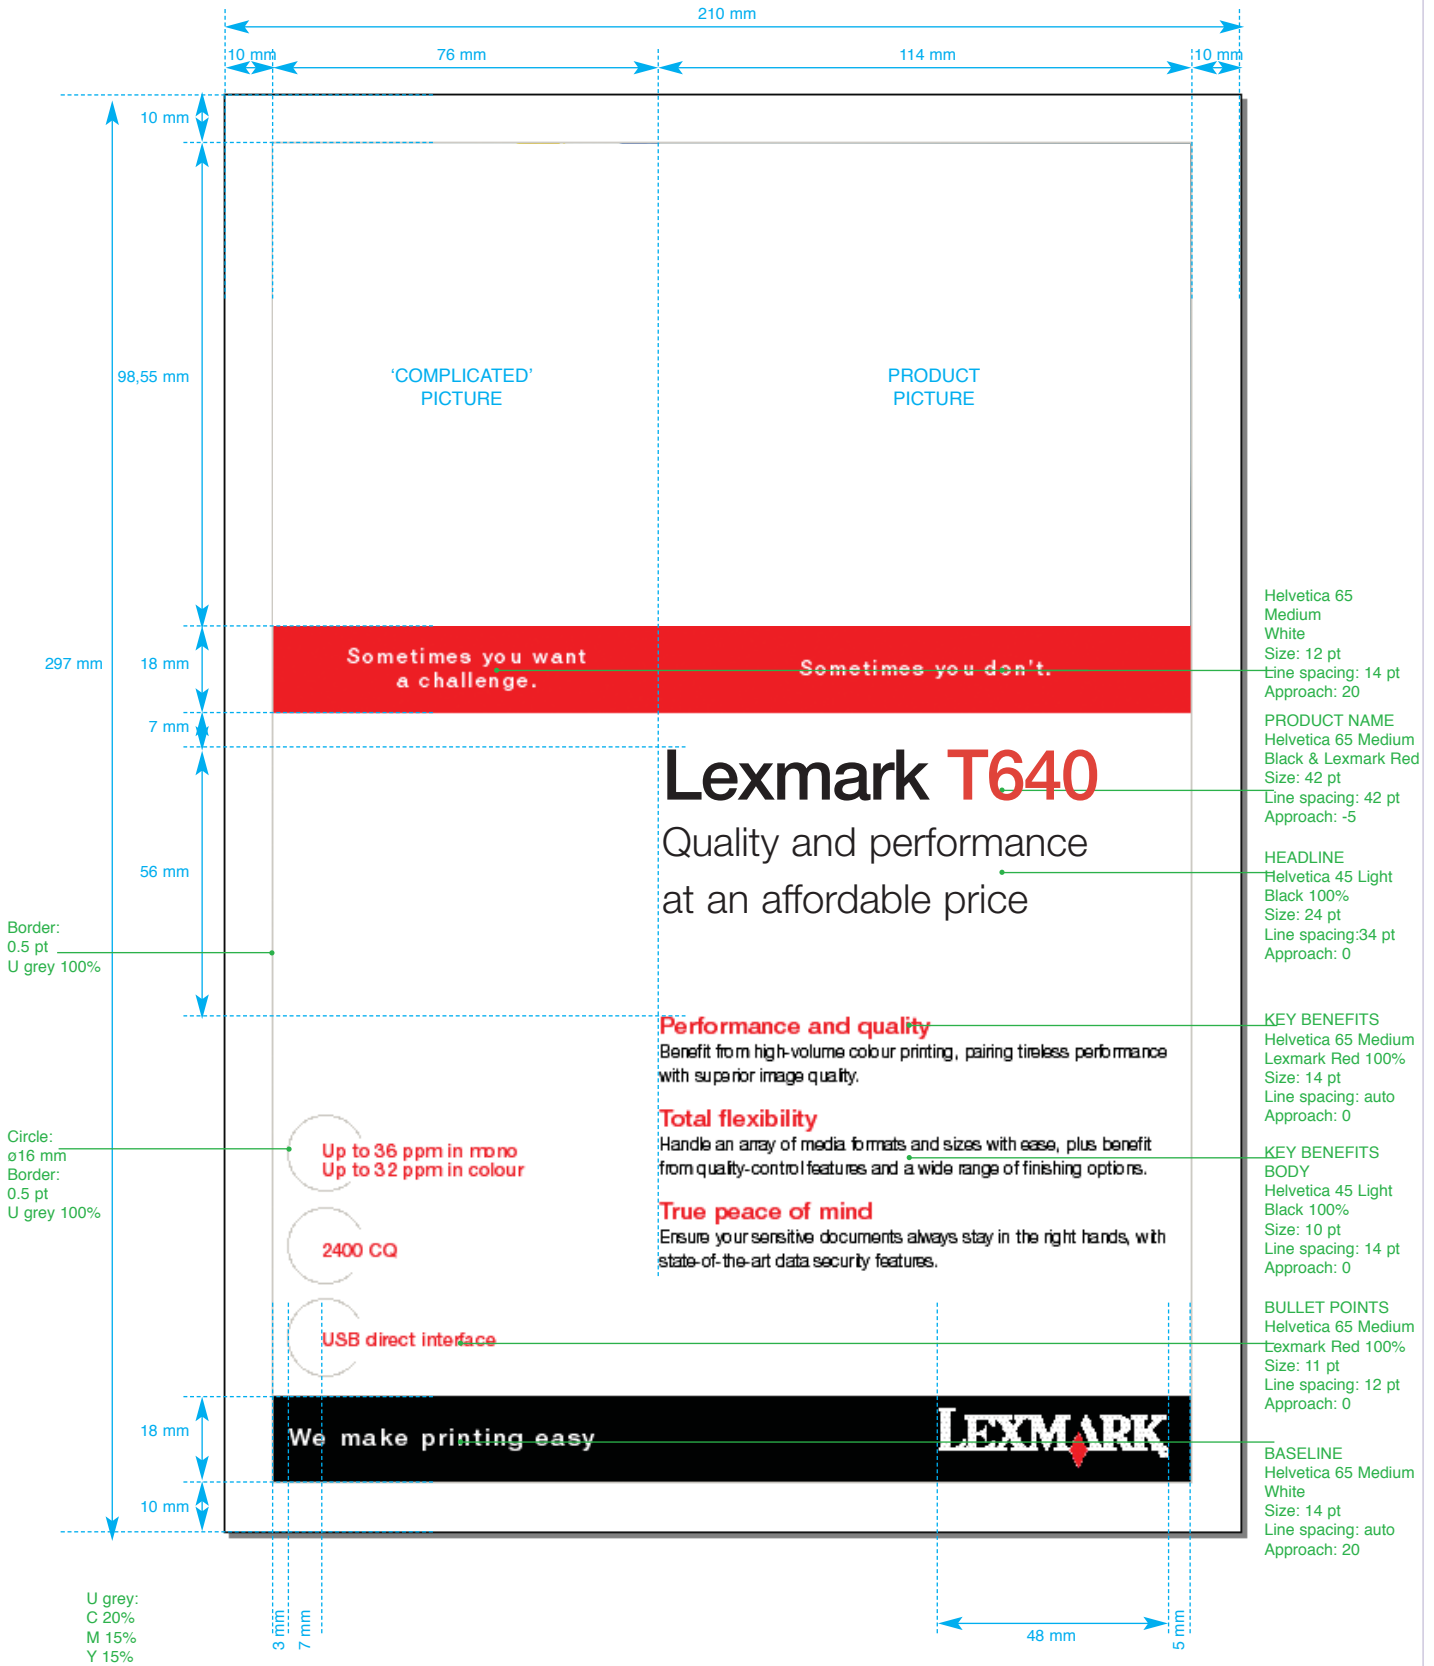 210 mm
10 mm
76 mm
114 mm
10 mm
10 mm
98,55 mm
'COMPLICATED'
PICTURE
PRODUCT
PICTURE
297 mm
18 mm
Sometimes you want
a challenge.
Sometimes you don't.
Helvetica 65
Medium
White
Size: 12 pt
Line spacing: 14 pt
Approach: 20
7 mm
Lexmark T640
PRODUCT NAME
Helvetica 65 Medium
Black & Lexmark Red
Size: 42 pt
Line spacing: 42 pt
Approach: -5
56 mm
Quality and performance
at an affordable price
HEADLINE
Helvetica 45 Light
Black 100%
Size: 24 pt
Line spacing:34 pt
Approach: 0
Border:
0.5 pt
U grey 100%
Performance and quality
Benefit from high-volume colour printing, pairing tireless performance
with superior image quality.
KEY BENEFITS
Helvetica 65 Medium
Lexmark Red 100%
Size: 14 pt
Line spacing: auto
Approach: 0
Total flexibility
Handle an array of media formats and sizes with ease, plus benefit
from quality-control features and a wide range of finishing options.
KEY BENEFITS
BODY
Helvetica 45 Light
Black 100%
Size: 10 pt
Line spacing: 14 pt
Approach: 0
Circle:
ø16 mm
Border:
0.5 pt
U grey 100%
Up to 36 ppm in mono
Up to 32 ppm in colour
True peace of mind
Ensure your sensitive documents always stay in the right hands, with
state-of-the-art data security features.
2400 CQ
USB direct interface
BULLET POINTS
Helvetica 65 Medium
Lexmark Red 100%
Size: 11 pt
Line spacing: 12 pt
Approach: 0
18 mm
We make printing easy
LEXMARK
BASELINE
Helvetica 65 Medium
White
Size: 14 pt
Line spacing: auto
Approach: 20
10 mm
U grey:
C 20%
M 15%
Y 15%
3 mm
7 mm
48 mm
5 mm